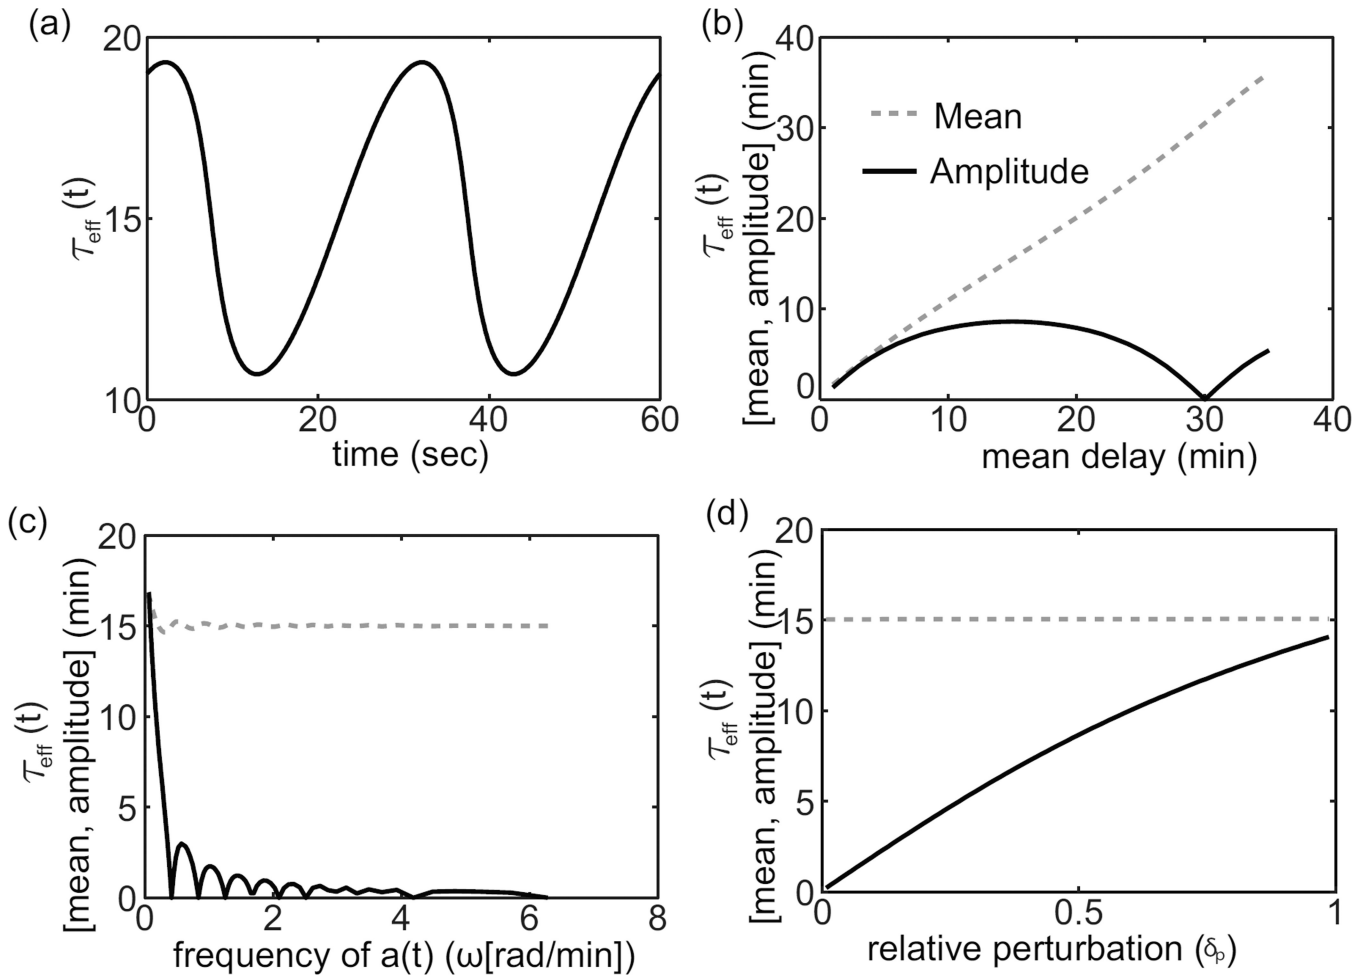 (a)
20
15
10
τeff (t)
0
20
40
60
time (sec)
(b)
40
30
20
10
0
τeff (t)
[mean, amplitude] (min)
Mean
Amplitude
0
10
20
30
40
mean delay (min)
(c)
20
15
10
5
0
τeff (t)
[mean, amplitude] (min)
0
2
4
6
8
frequency of a(t) (ω[rad/min])
(d)
20
15
10
5
0
τeff (t)
[mean, amplitude] (min)
0
0.5
1
relative perturbation (δp)